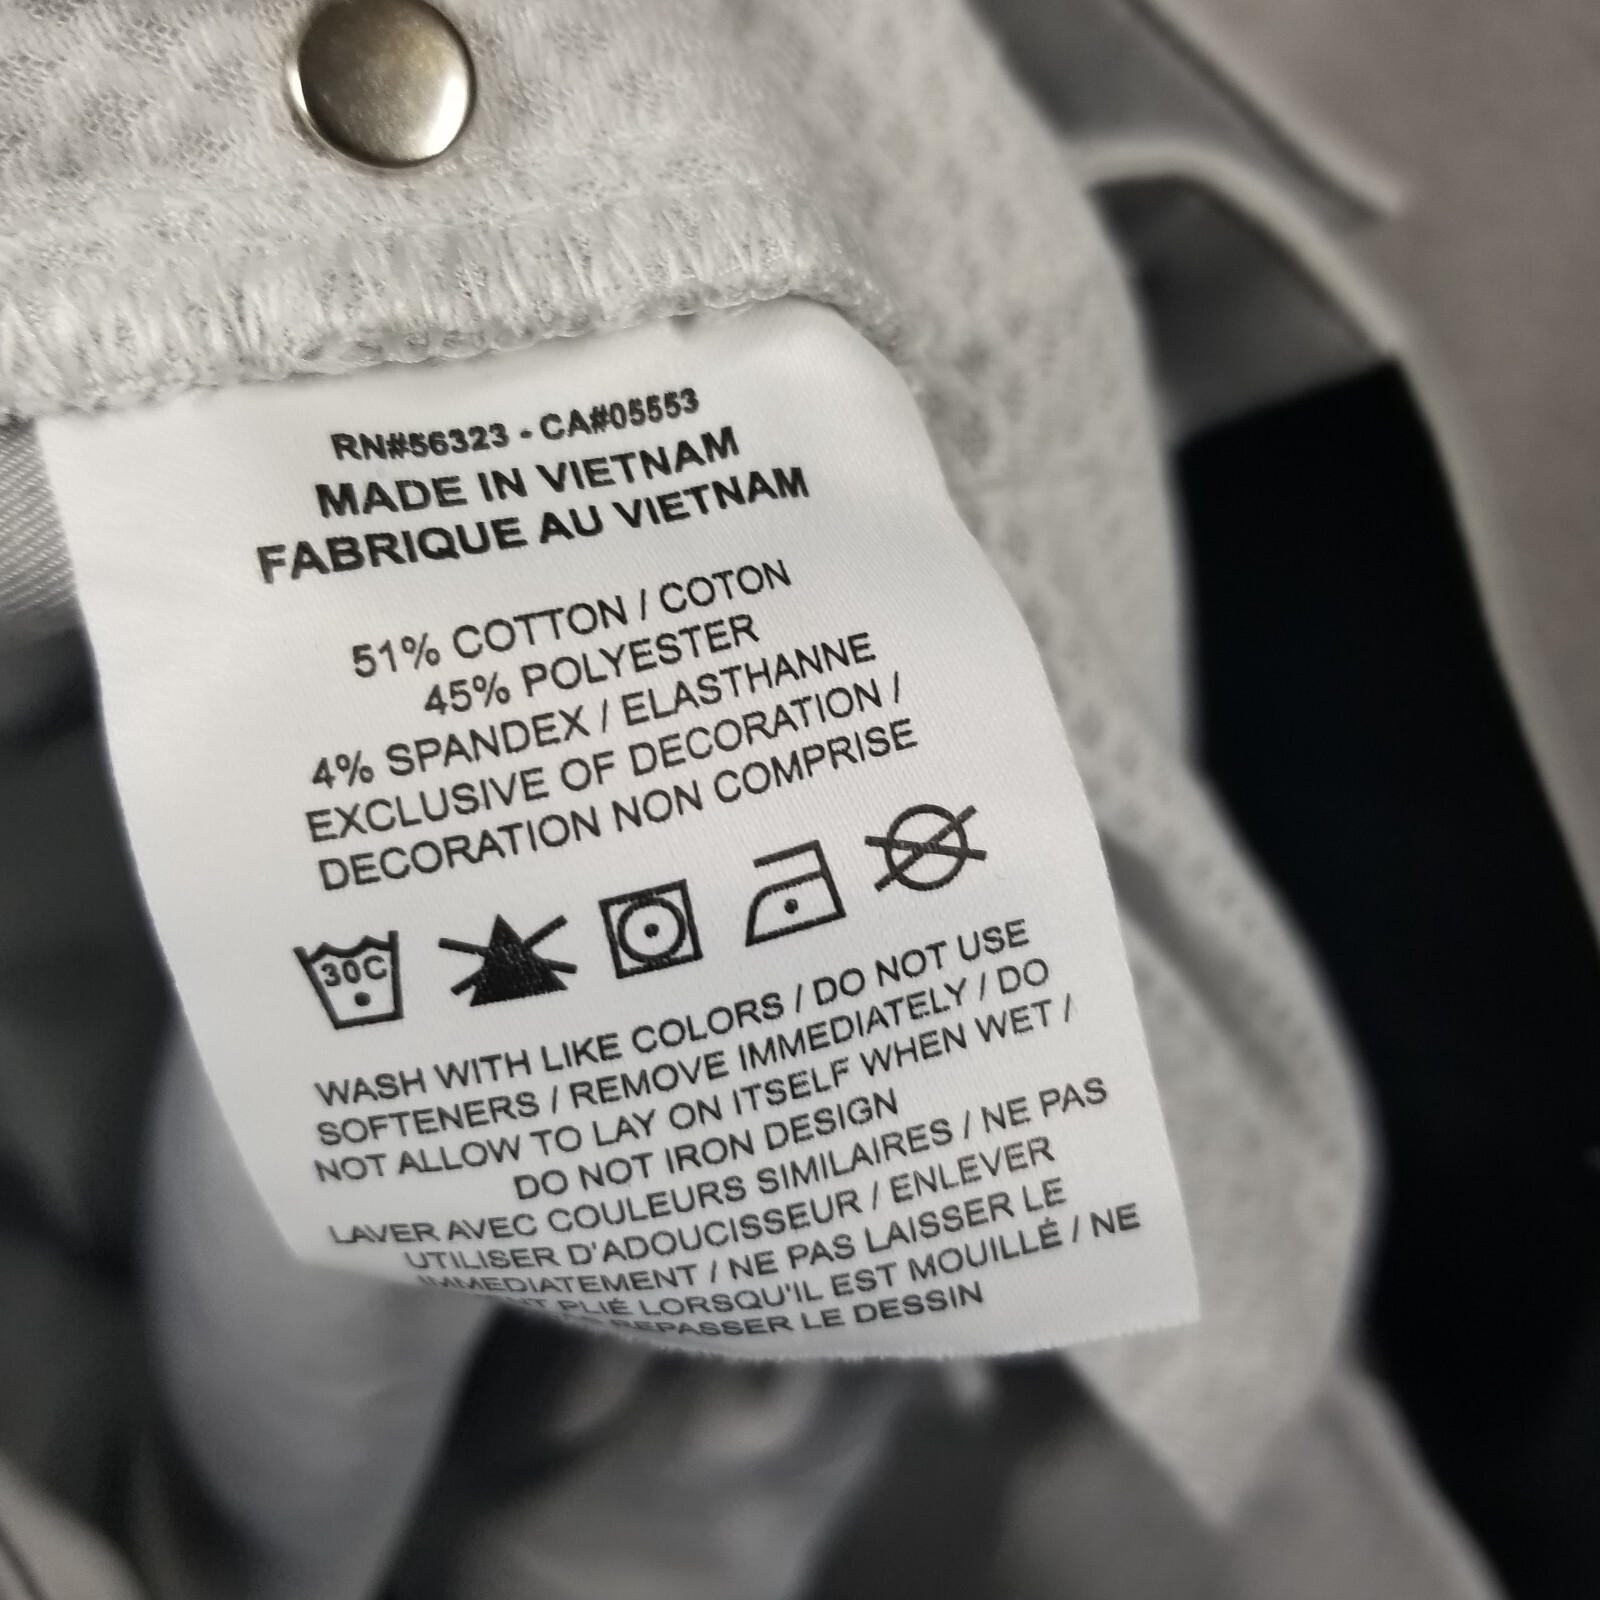 RN#56323 - CA#05553
MADE IN VIETNAM
FABRIQUE AU VIETNAM
51% COTTON / COTON
45% POLYESTER
4% SPANDEX / ELASTHANNE
EXCLUSIVE OF DECORATION /
DECORATION NON COMPRISE
30C
WASH WITH LIKE COLORS / DO NOT USE
SOFTENERS / REMOVE IMMEDIATELY / DO
NOT ALLOW TO LAY ON ITSELF WHEN WET /
DO NOT IRON DESIGN
LAVER AVEC COULEURS SIMILAIRES / NE PAS
UTILISER D'ADOUCISSEUR / ENLEVER
IMMEDIATEMENT / NE PAS LAISSER LE
PLIÉ LORSQU'IL EST MOUILLÉ / NE
REPASSER LE DESSIN